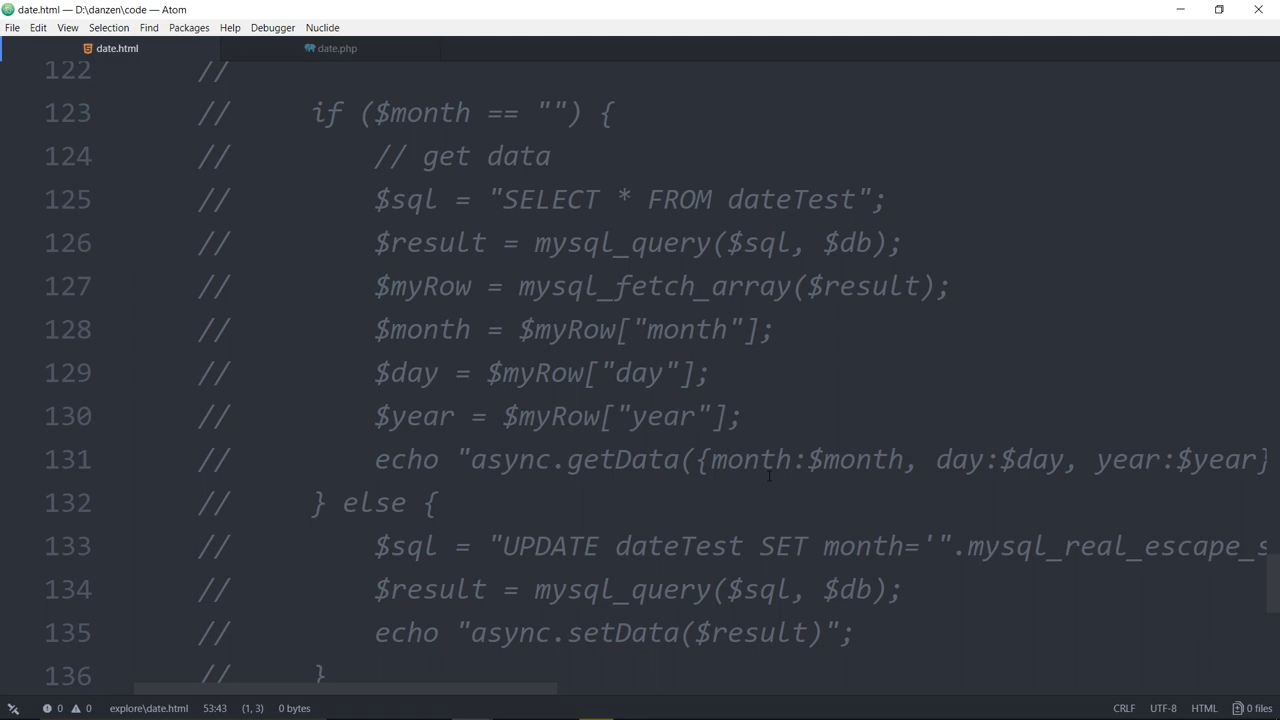 date.html — D:\danzen\code — Atom
File Edit View Selection Find Packages Help Debugger Nuclide
date.html date.php
122 //
123 // if ($month == "") {
124 // // get data
125 // $sql = "SELECT * FROM dateTest";
126 // $result = mysql_query($sql, $db);
127 // $myRow = mysql_fetch_array($result);
128 // $month = $myRow["month"];
129 // $day = $myRow["day"];
130 // $year = $myRow["year"];
131 // echo "async.getData({month:$month, day:$day, year:$year}
132 // } else {
133 // $sql = "UPDATE dateTest SET month='".mysql_real_escape_s
134 // $result = mysql_query($sql, $db);
135 // echo "async.setData($result)";
136 // }
0 0 explore\date.html 53:43 (1, 3) 0 bytes CRLF UTF-8 HTML 0 files